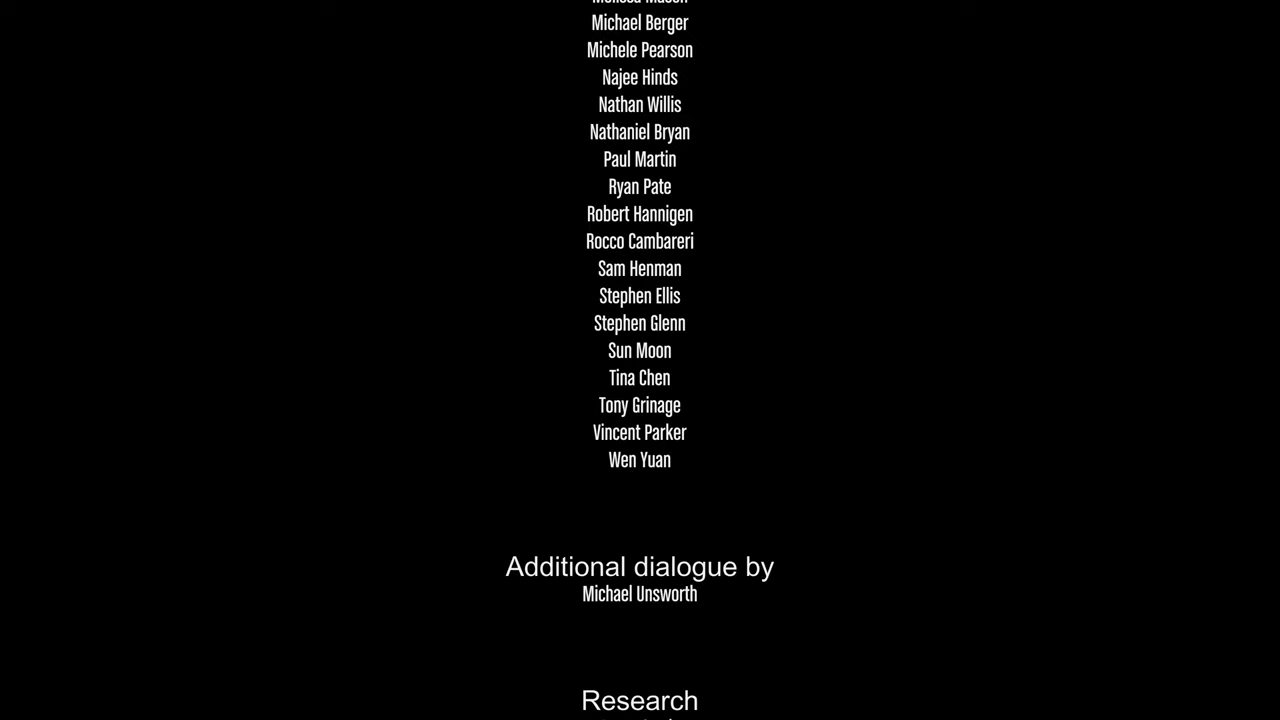 Michael Berger
Michele Pearson
Najee Hinds
Nathan Willis
Nathaniel Bryan
Paul Martin
Ryan Pate
Robert Hannigen
Rocco Cambareri
Sam Henman
Stephen Ellis
Stephen Glenn
Sun Moon
Tina Chen
Tony Grinage
Vincent Parker
Wen Yuan
Additional dialogue by
Michael Unsworth
Research